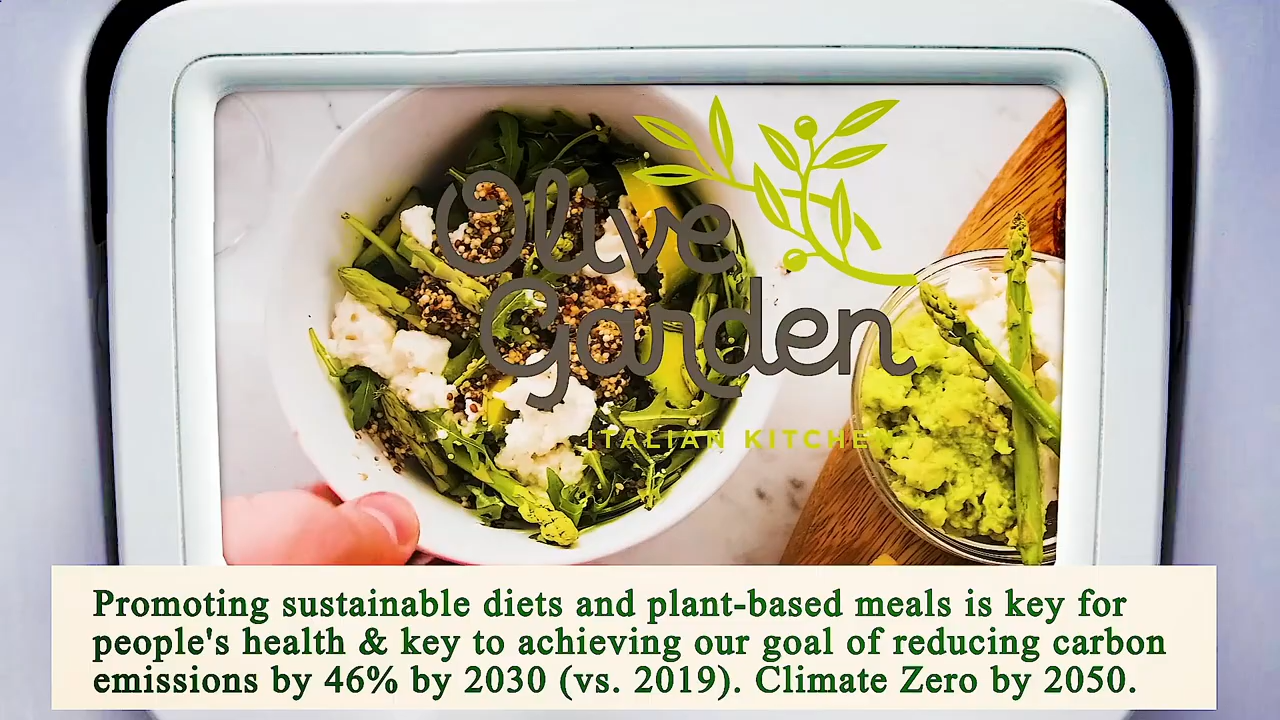 Olive
Garden
ITALIAN KITCHEN
Promoting sustainable diets and plant-based meals is key for
people's health & key to achieving our goal of reducing carbon
emissions by 46% by 2030 (vs. 2019). Climate Zero by 2050.